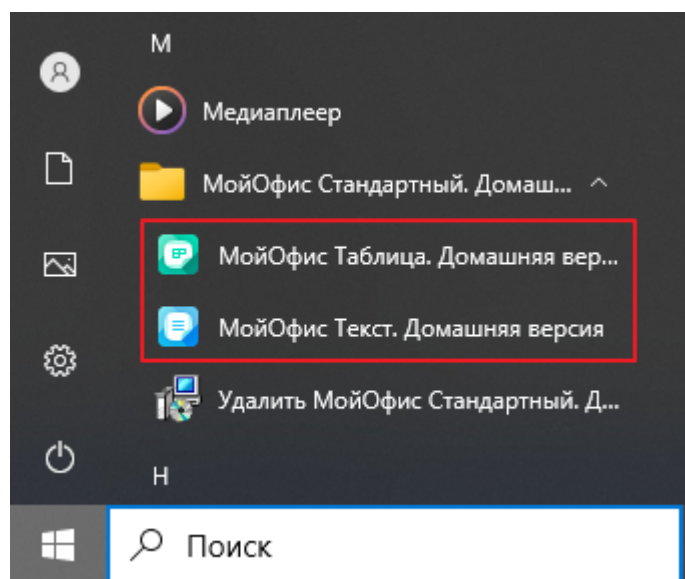 М
Медиаплеер
МойОфис Стандартный. Домаш...
МойОфис Таблица. Домашняя вер...
МойОфис Текст. Домашняя версия
Удалить МойОфис Стандартный. Д...
Н
Поиск